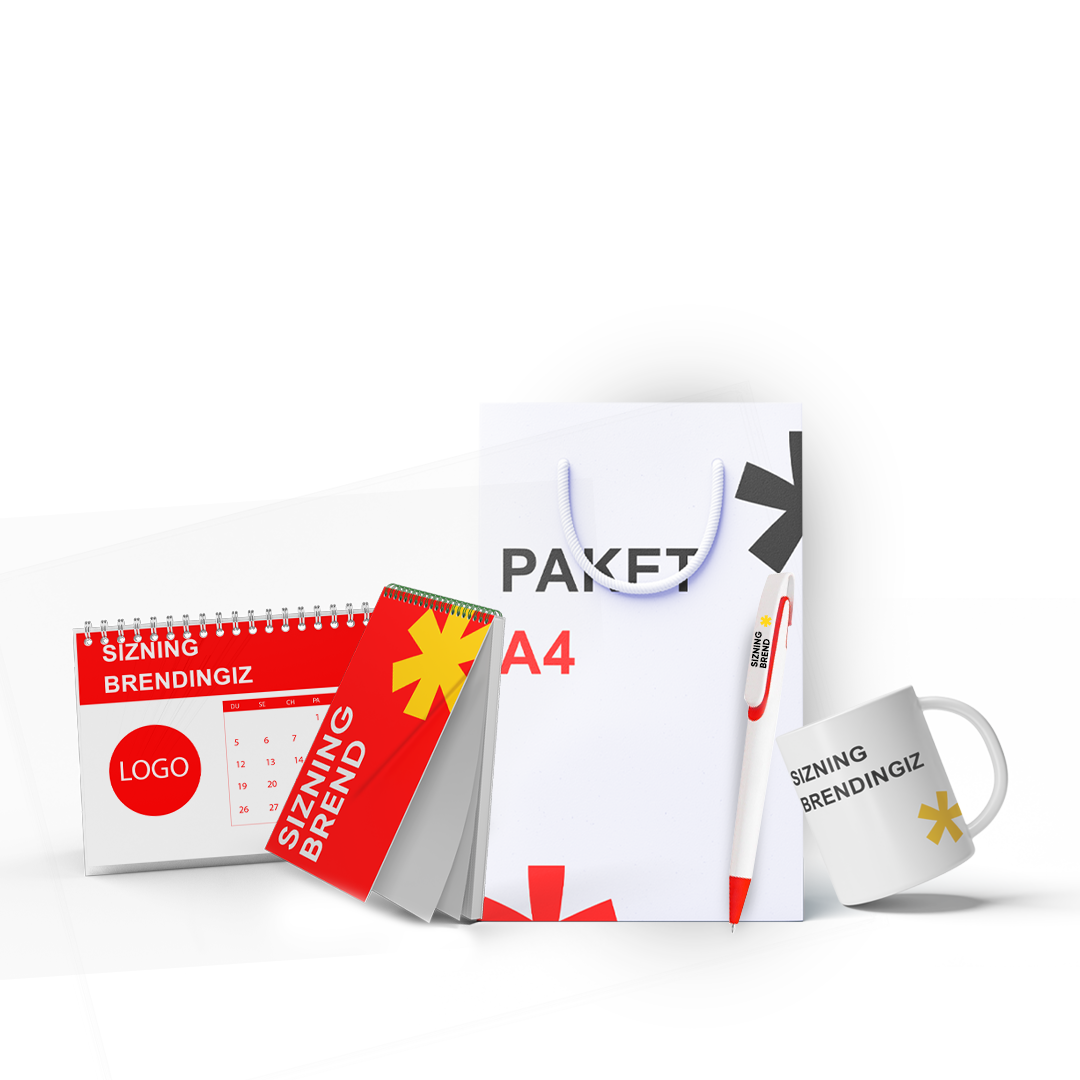 SIZNING
BRENDINGIZ
LOGO
DU SE CH PA
1
5 6 7
12 13 14
19 20
26 27
SIZNING
BREND
PAKET
A4
SIZNING
BREND
SIZNING
BRENDINGIZ